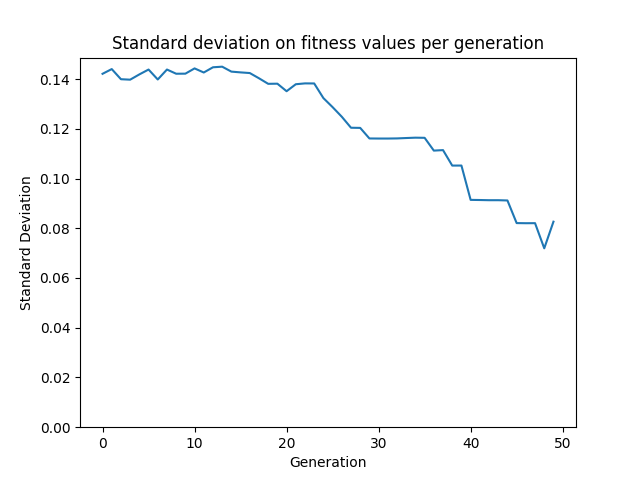 Standard deviation on fitness values per generation
0.14
0.12
0.10
0.08
0.06
0.04
0.02
0.00
Standard Deviation
0 10 20 30 40 50
Generation